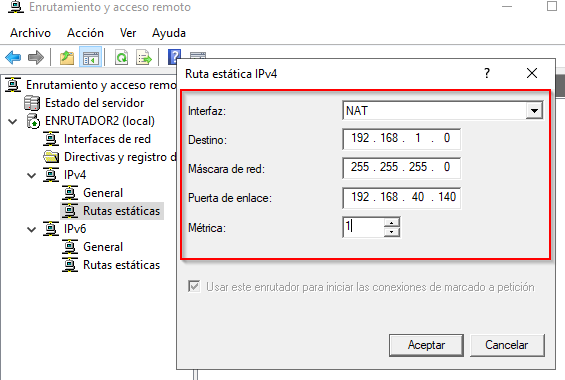 Enrutamiento y acceso remoto
Archivo Acción Ver Ayuda
Enrutamiento y acceso remo
Estado del servidor
ENRUTADOR2 (local)
Interfaces de red
Directivas y registro d
IPv4
General
Rutas estáticas
IPv6
General
Rutas estáticas
Ruta estática IPv4
? 
Interfaz: NAT
Destino: 192 . 168 . 1 . 0
Máscara de red: 255 . 255 . 255 . 0
Puerta de enlace: 192 . 168 . 40 . 140
Métrica: 1
Usar este enrutador para iniciar las conexiones de marcado a petición
Aceptar Cancelar